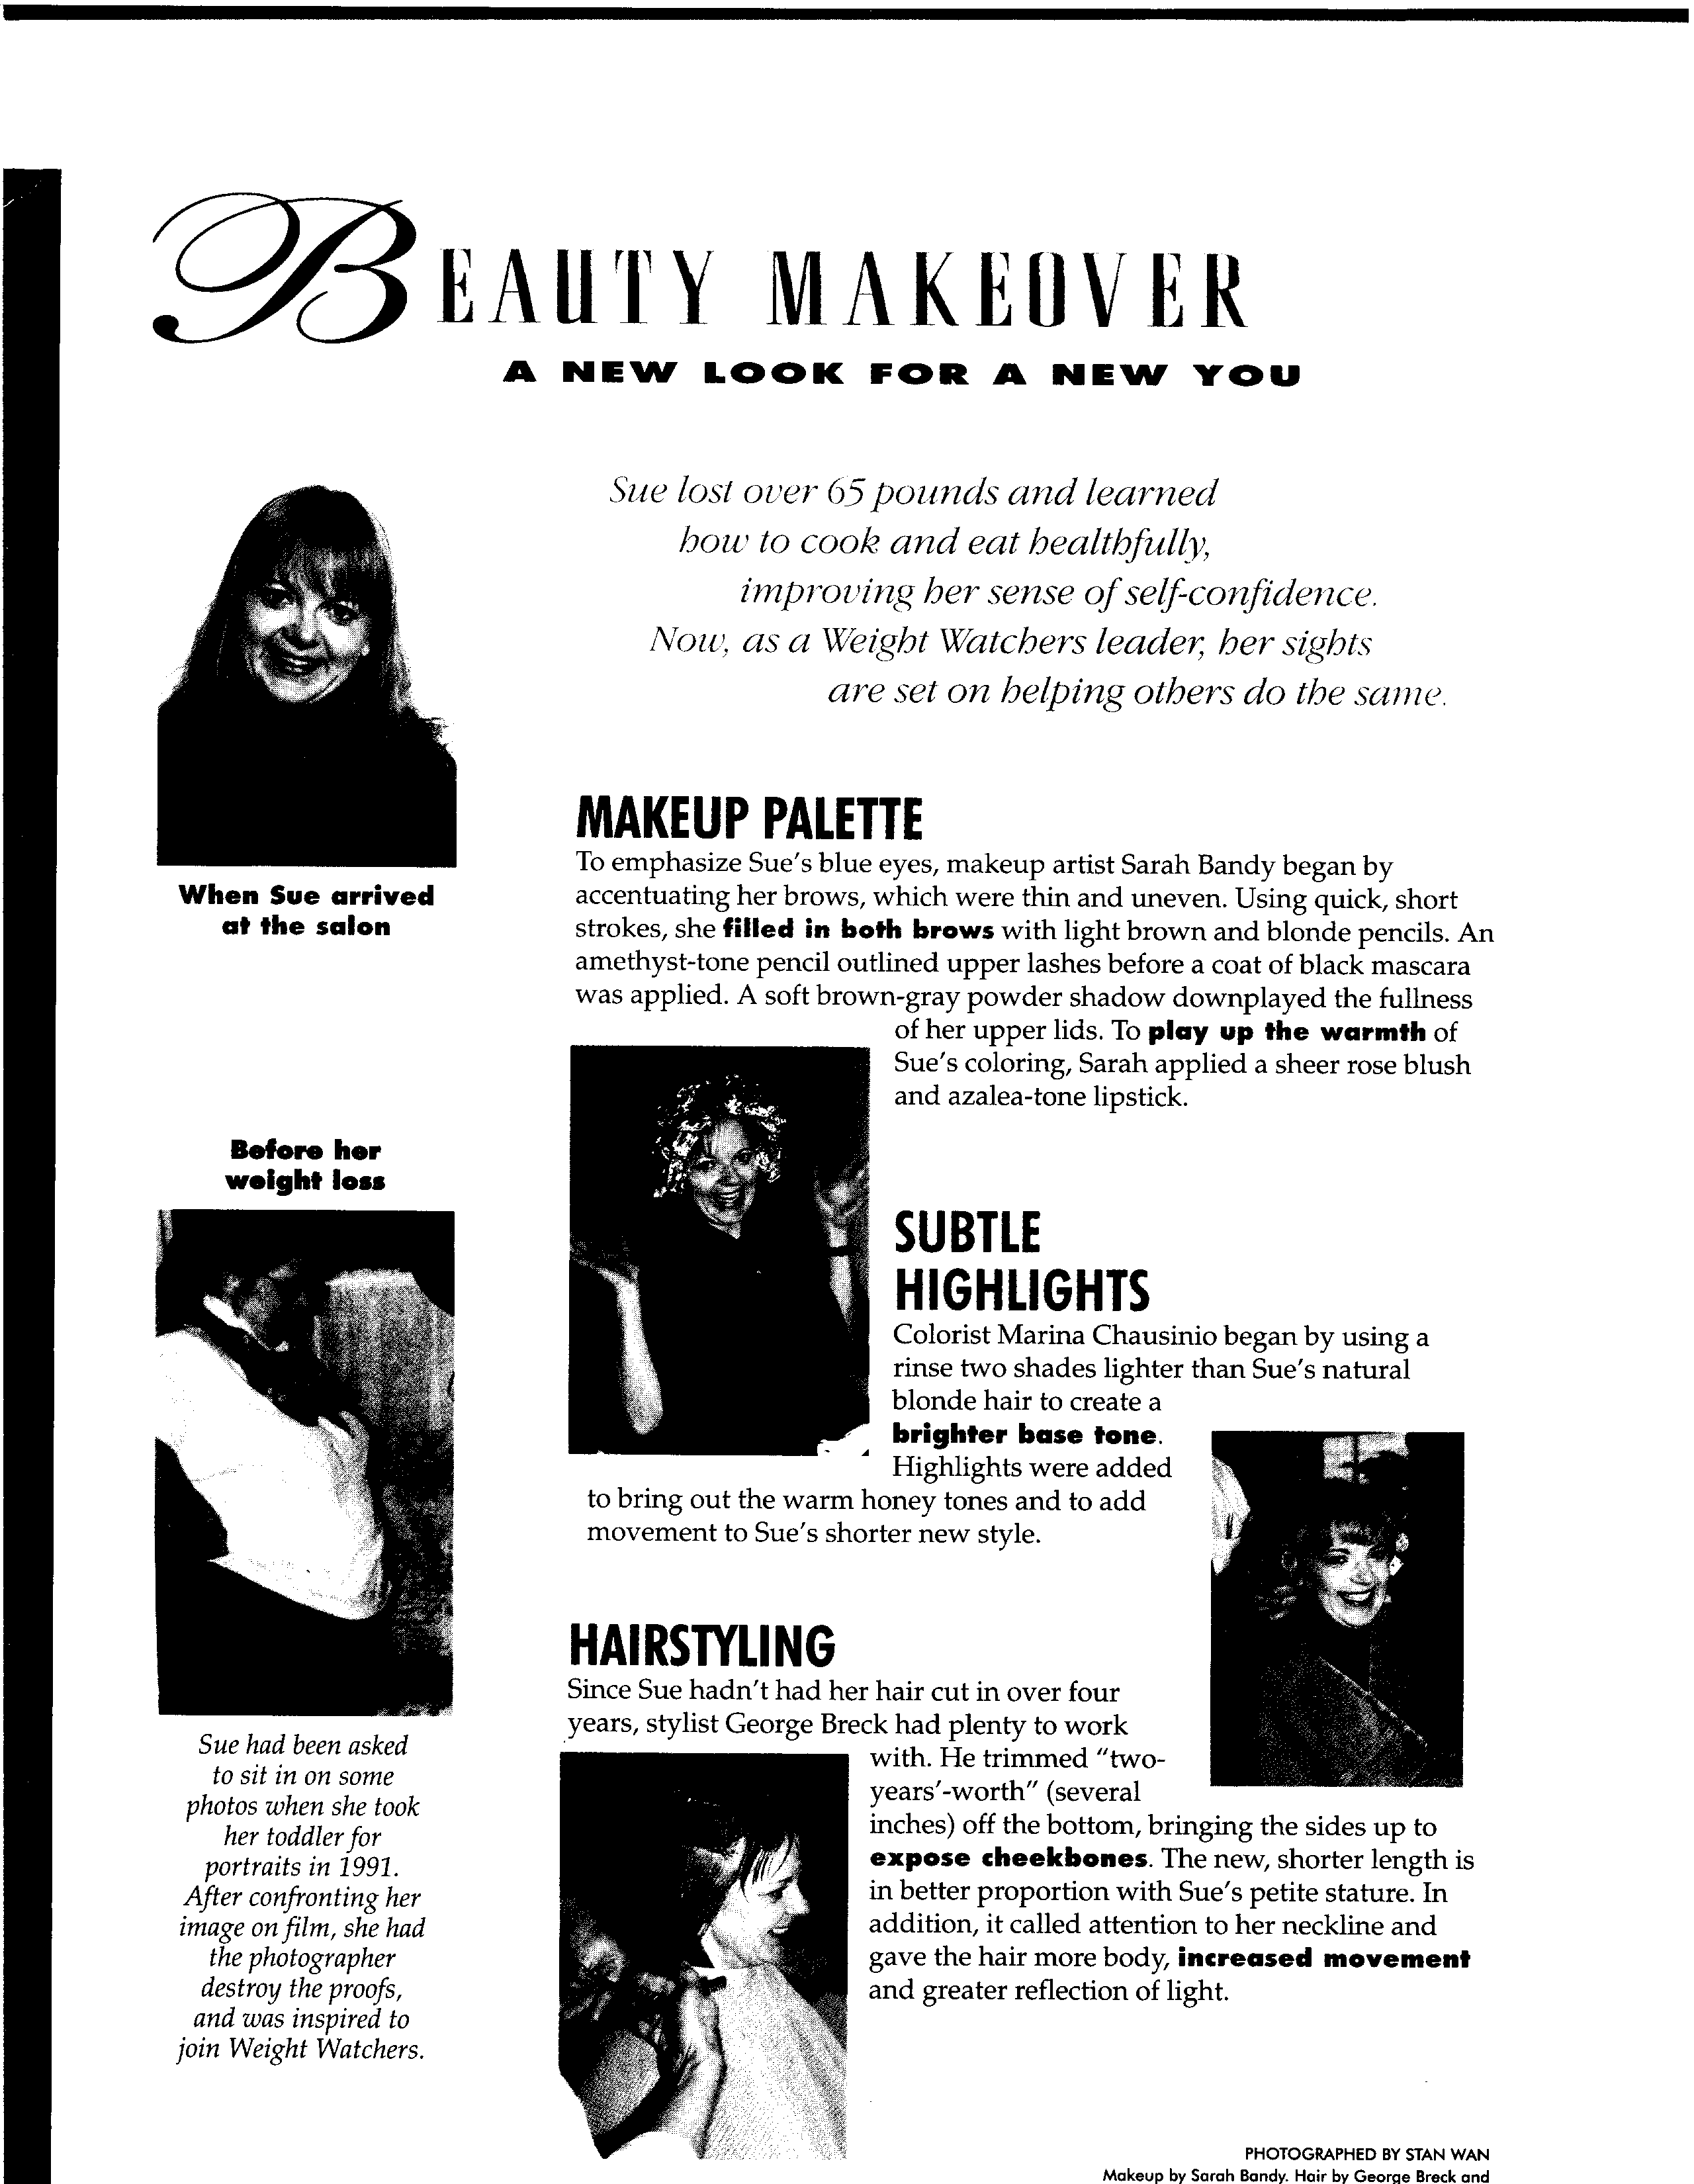 BEAUTY MAKEOVER
A NEW LOOK FOR A NEW YOU
Sue lost over 65 pounds and learned
how to cook and eat healthfully,
improving her sense of self-confidence.
Now, as a Weight Watchers leader, her sights
are set on helping others do the same.
When Sue arrived
at the salon
Before her
weight loss
Sue had been asked
to sit in on some
photos when she took
her toddler for
portraits in 1991.
After confronting her
image on film, she had
the photographer
destroy the proofs,
and was inspired to
join Weight Watchers.
MAKEUP PALETTE
To emphasize Sue's blue eyes, makeup artist Sarah Bandy began by
accentuating her brows, which were thin and uneven. Using quick, short
strokes, she filled in both brows with light brown and blonde pencils. An
amethyst-tone pencil outlined upper lashes before a coat of black mascara
was applied. A soft brown-gray powder shadow downplayed the fullness
of her upper lids. To play up the warmth of
Sue's coloring, Sarah applied a sheer rose blush
and azalea-tone lipstick.
SUBTLE
HIGHLIGHTS
Colorist Marina Chausinio began by using a
rinse two shades lighter than Sue's natural
blonde hair to create a
brighter base tone.
Highlights were added
to bring out the warm honey tones and to add
movement to Sue's shorter new style.
HAIRSTYLING
Since Sue hadn't had her hair cut in over four
years, stylist George Breck had plenty to work
with. He trimmed "two-
years'-worth" (several
inches) off the bottom, bringing the sides up to
expose cheekbones. The new, shorter length is
in better proportion with Sue's petite stature. In
addition, it called attention to her neckline and
gave the hair more body, increased movement
and greater reflection of light.
PHOTOGRAPHED BY STAN WAN
Makeup by Sarah Bandy. Hair by George Breck and